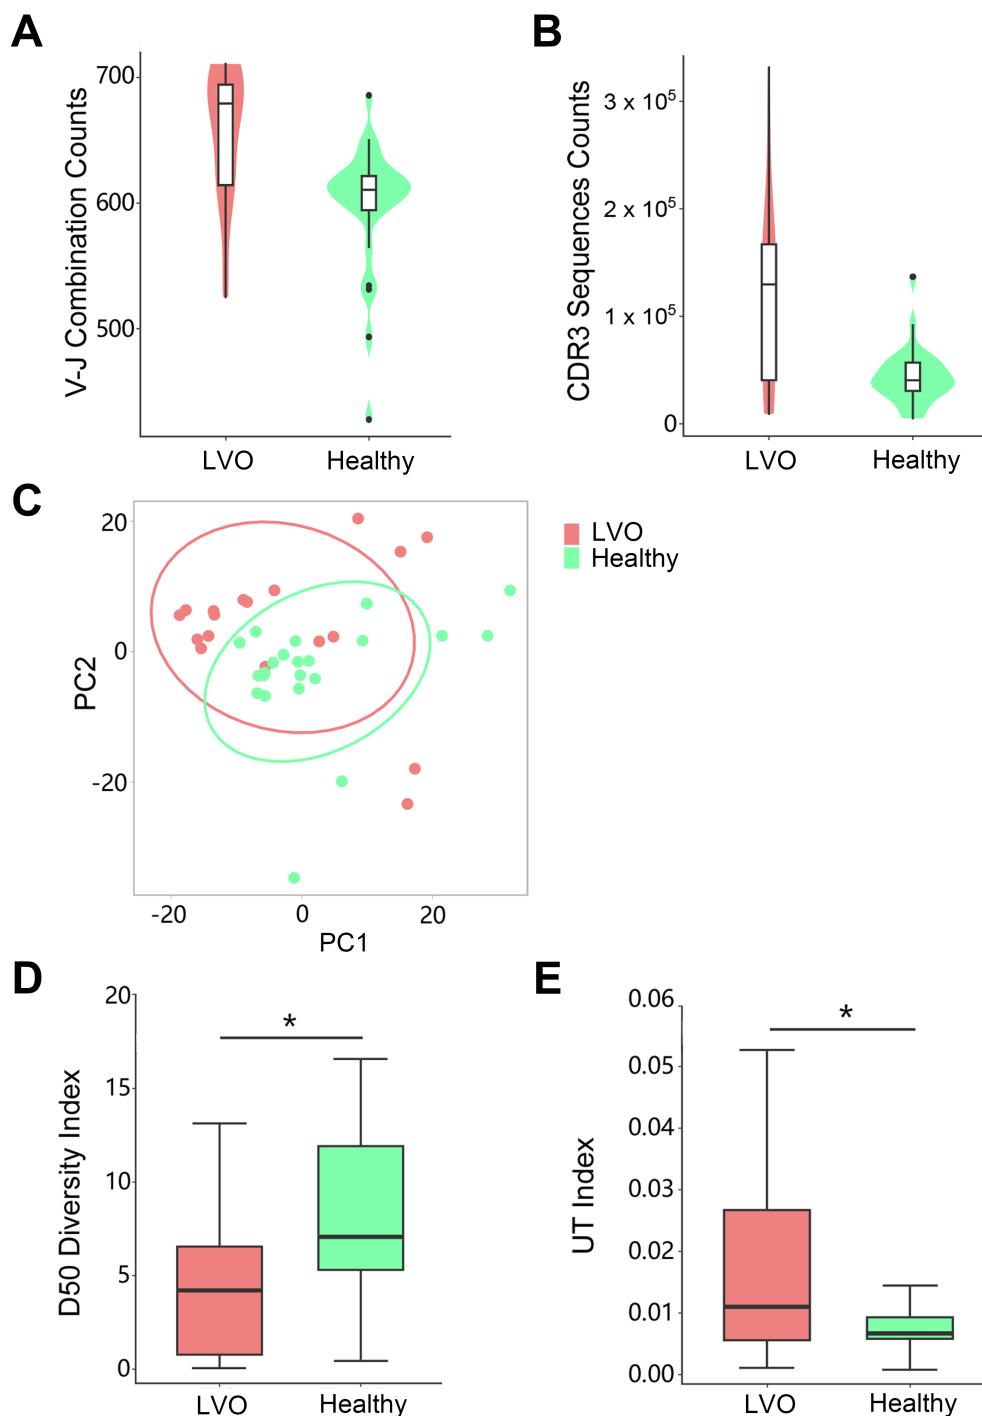 A
V-J Combination Counts
700
600
500
LVO
Healthy
B
CDR3 Sequences Counts
3 x 10⁵
2 x 10⁵
1 x 10⁵
0
LVO
Healthy
C
PC2
20
0
-20
-20
0
20
PC1
LVO
Healthy
D
D50 Diversity Index
20
15
10
5
0
*
LVO
Healthy
E
UT Index
0.06
0.05
0.04
0.03
0.02
0.01
0.00
*
LVO
Healthy